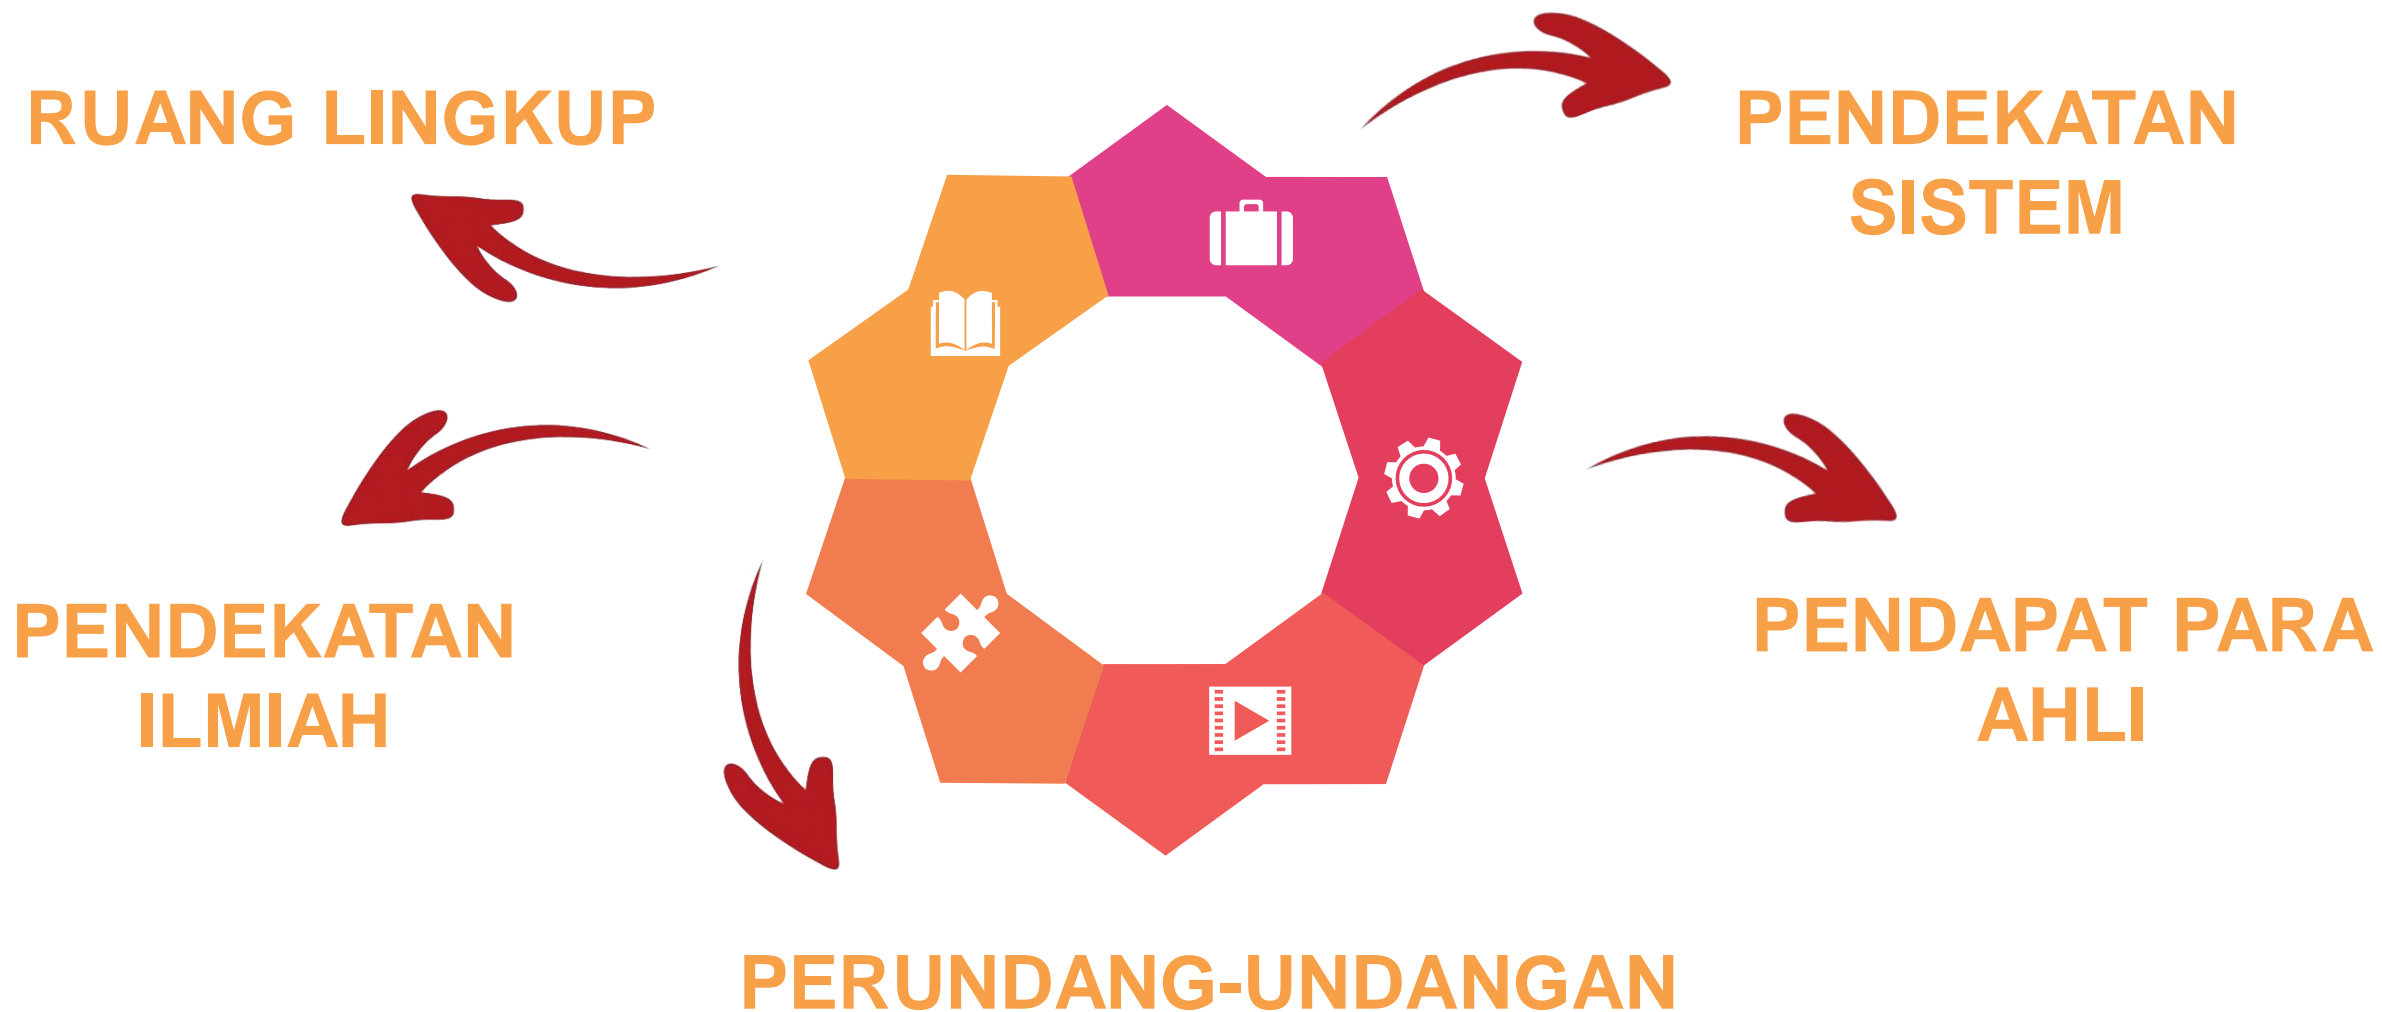 RUANG LINGKUP
PENDEKATAN
SISTEM
PENDEKATAN
ILMIAH
PENDAPAT PARA
AHLI
PERUNDANG-UNDANGAN